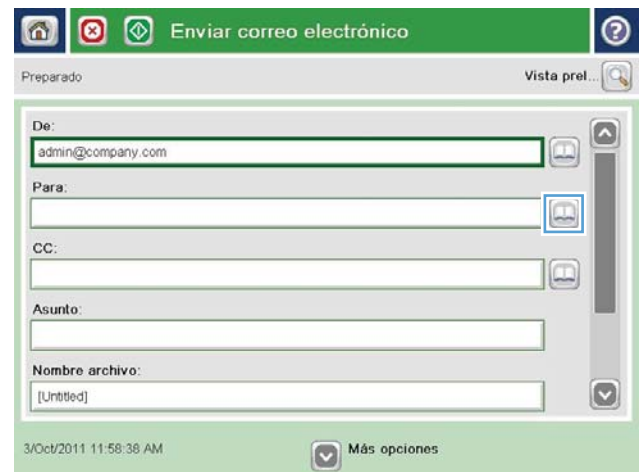 Enviar correo electrónico
Preparado
Vista prel...
De:
admin@company.com
Para:
CC:
Asunto:
Nombre archivo:
[Untitled]
3/Oct/2011 11:58:38 AM
Más opciones